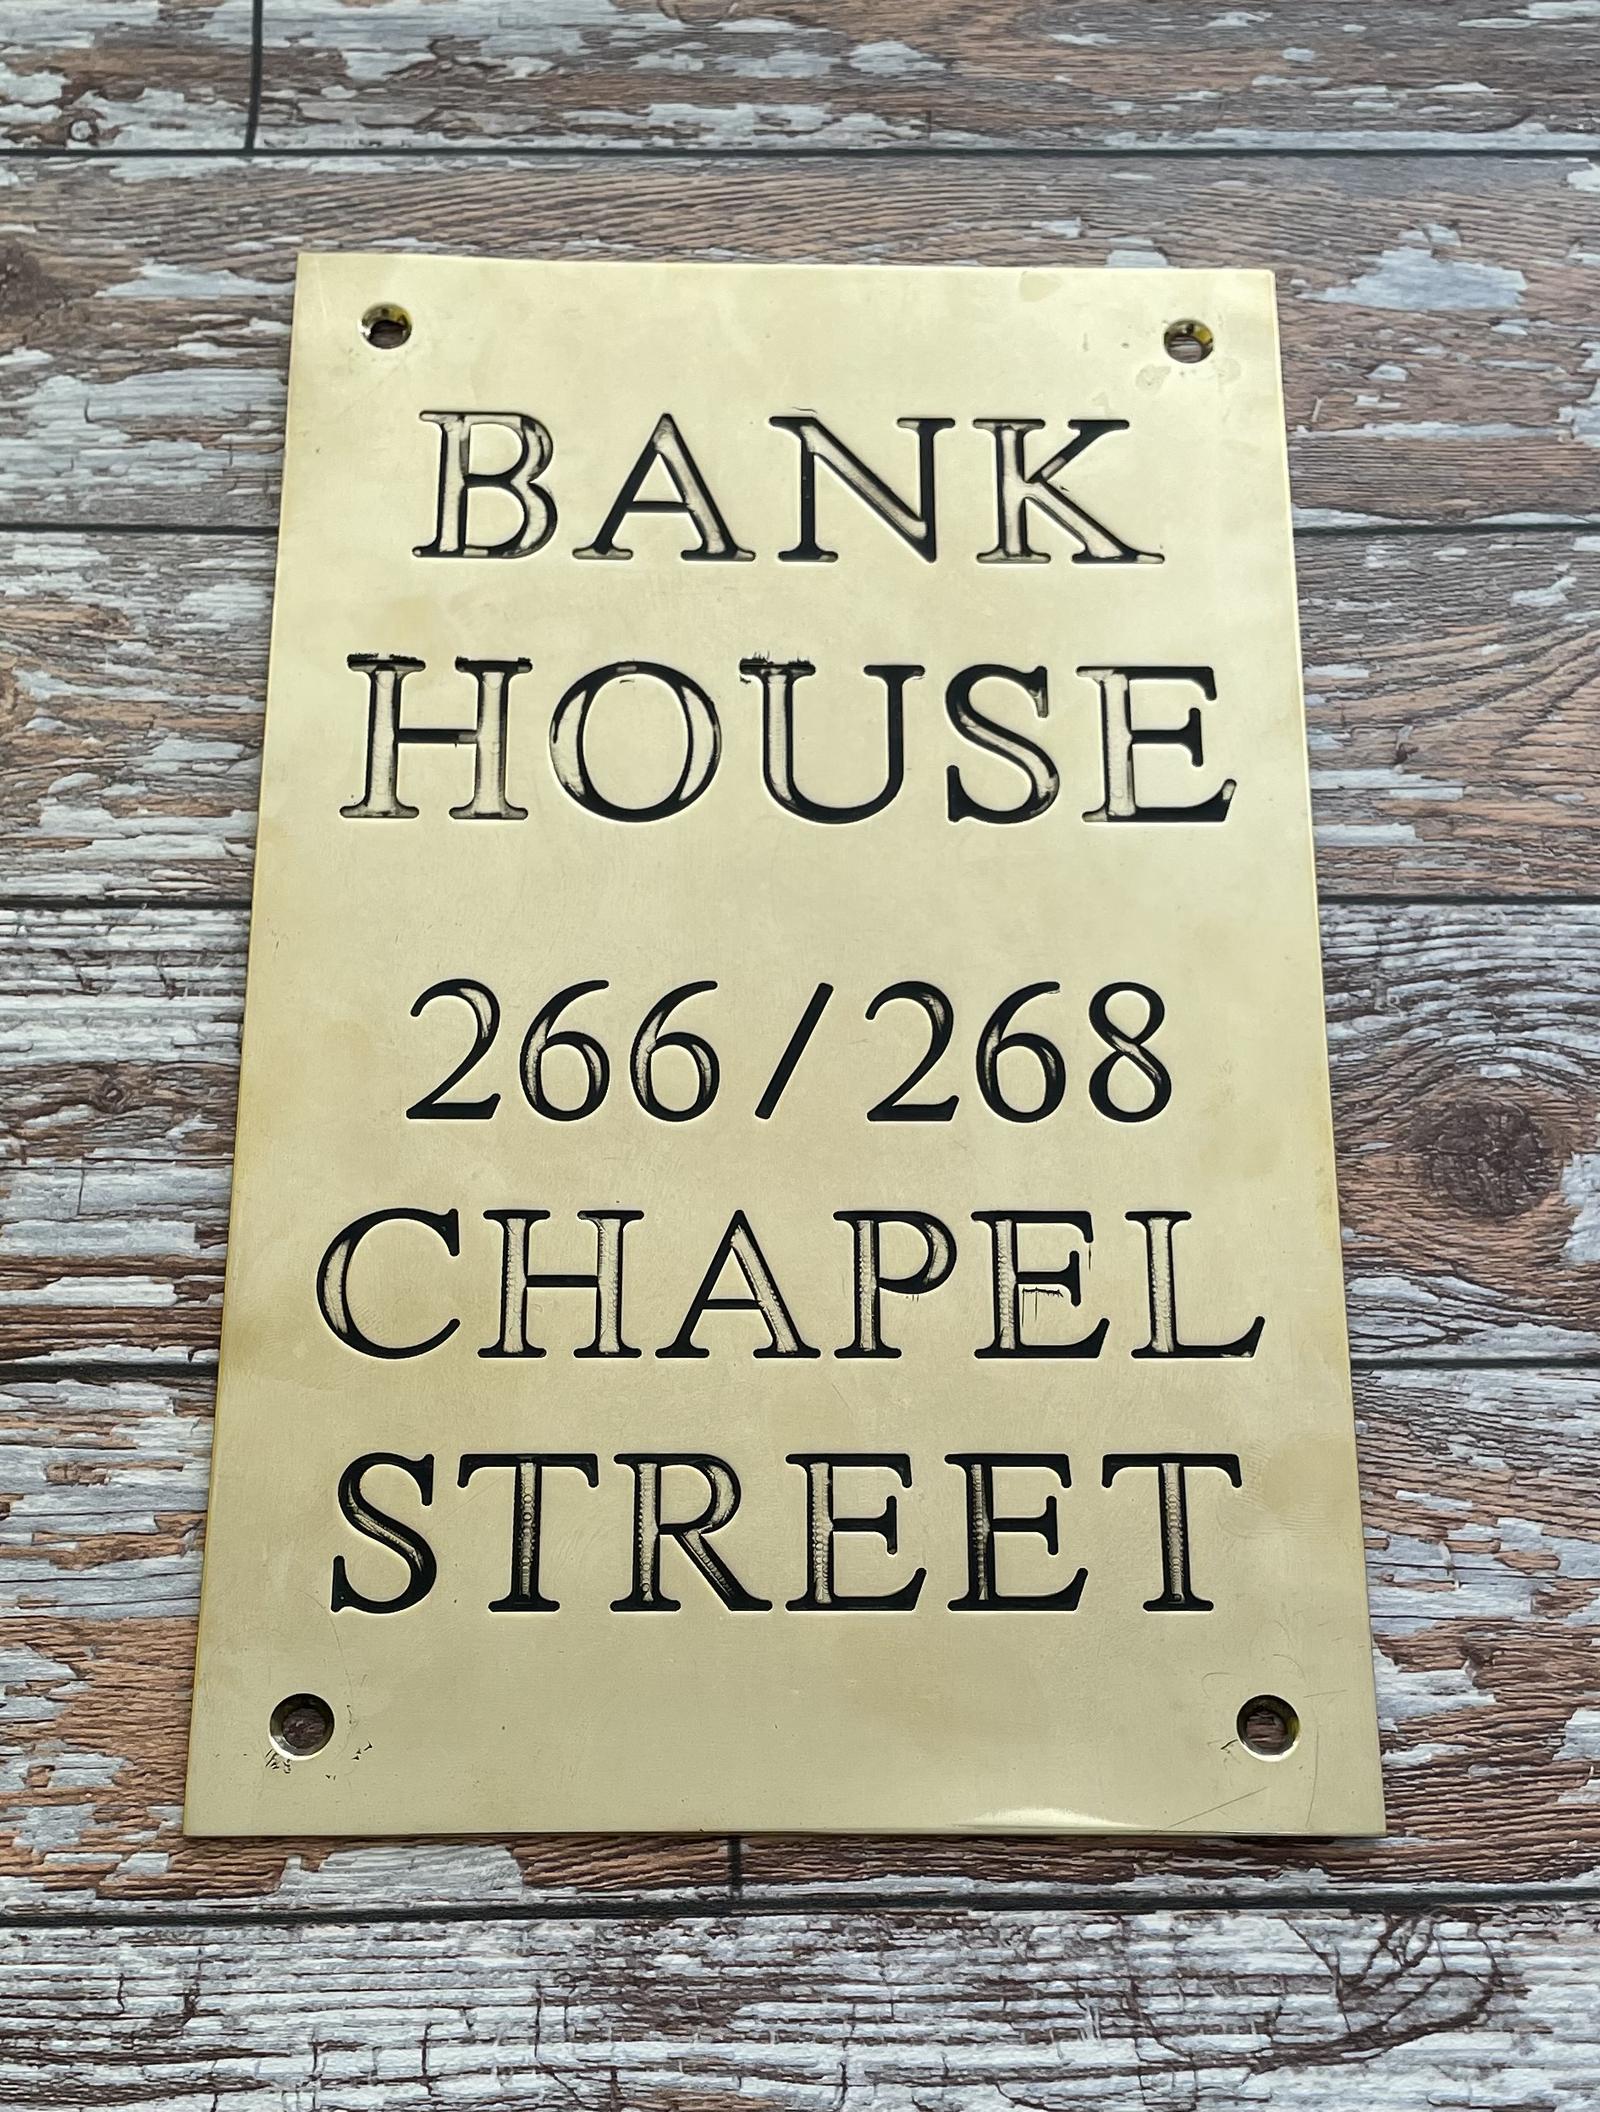 BANK
HOUSE
266/268
CHAPEL
STREET